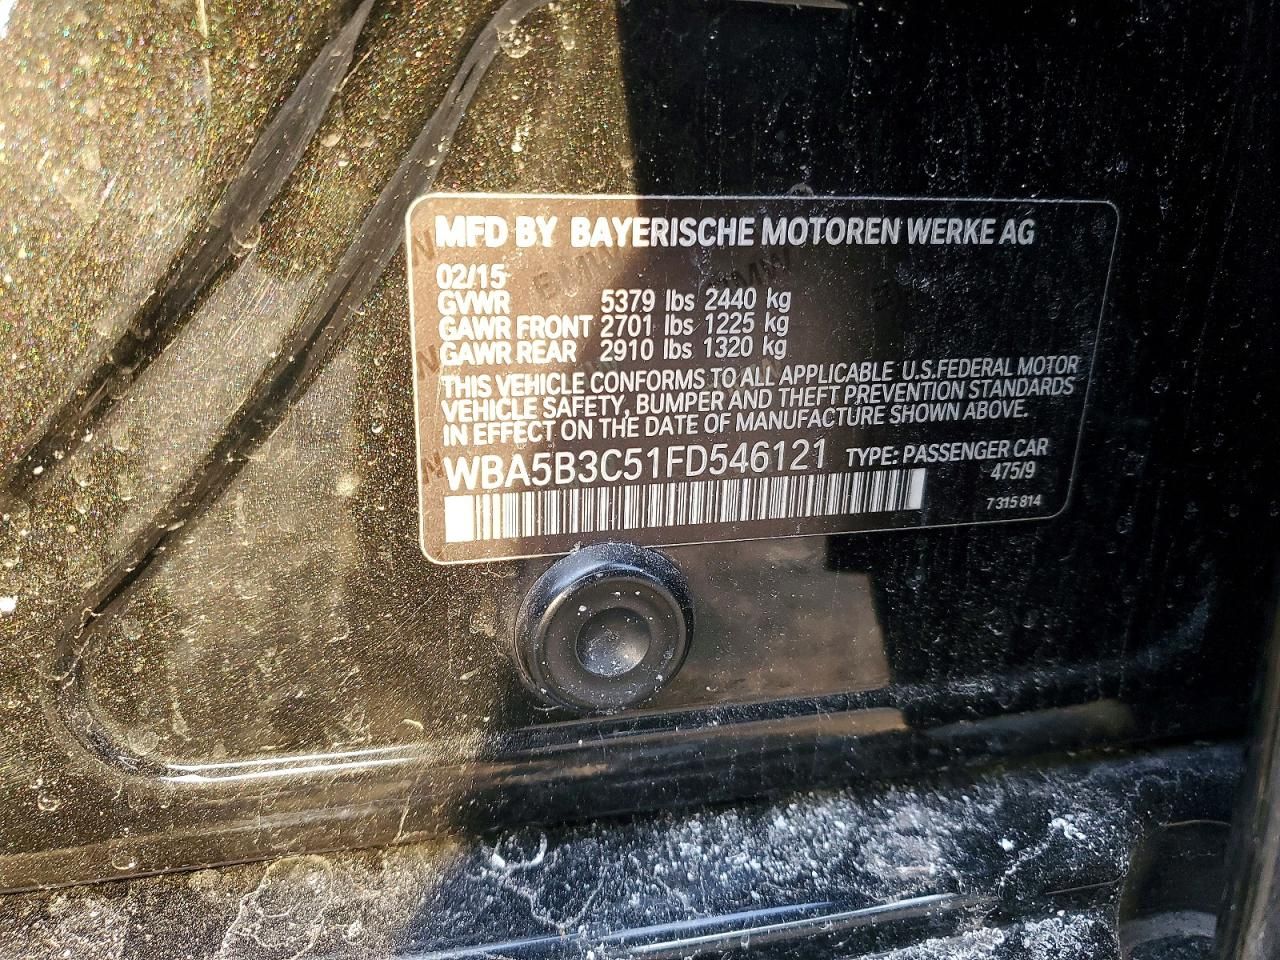 MFD BY BAYERISCHE MOTOREN WERKE AG
02/15
GVWR 5379 lbs 2440 kg
GAWR FRONT 2701 lbs 1225 kg
GAWR REAR 2910 lbs 1320 kg
THIS VEHICLE CONFORMS TO ALL APPLICABLE U.S.FEDERAL MOTOR
VEHICLE SAFETY, BUMPER AND THEFT PREVENTION STANDARDS
IN EFFECT ON THE DATE OF MANUFACTURE SHOWN ABOVE.
WBA5B3C51FD546121 TYPE: PASSENGER CAR
475/9
7 315 814